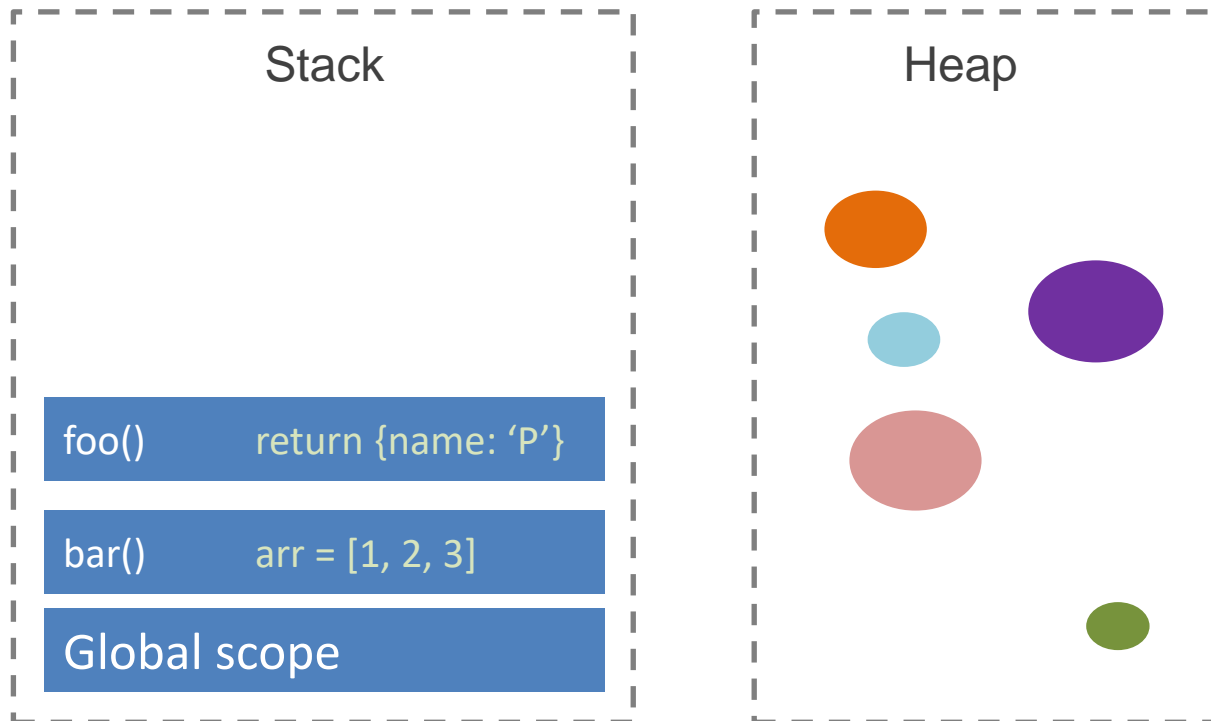 Stack
Heap
foo() return {name: ‘P’}
bar() arr = [1, 2, 3]
Global scope